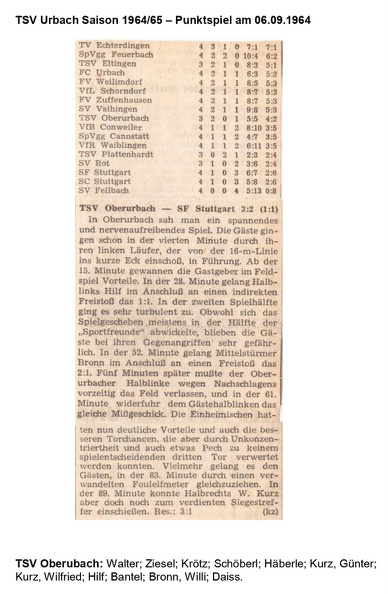 TSV Urbach Saison 1964/65 – Punktspiel am 06.09.1964
TV Echterdingen 4 3 1 0 7:1 7:1
SpVgg Feuerbach 4 2 2 0 10:4 6:2
TSV Eltingen 3 2 1 0 8:3 5:1
FC Urbach 4 2 1 1 6:3 5:3
FV Weilimdorf 4 2 1 1 8:7 5:3
VfL Schorndorf 4 2 1 1 8:7 5:3
FV Zuffenhausen 4 2 1 1 8:7 5:3
SV Vaihingen 4 2 1 1 9:8 5:3
TSV Oberurbach 3 2 0 1 5:5 4:2
VfB Conweiler 4 1 1 2 8:10 3:5
SpVgg Cannstatt 4 1 1 2 4:7 3:5
VfR Waiblingen 4 1 1 2 6:11 3:5
TSV Plattenhardt 3 0 2 1 2:3 2:4
SV Rot 3 1 0 2 3:6 2:4
SF Stuttgart 4 1 0 3 6:7 2:6
SC Stuttgart 4 1 0 3 5:8 2:6
SV Fellbach 4 0 0 4 5:13 0:8
TSV Oberurbach — SF Stuttgart 3:2 (1:1)
In Oberurbach sah man ein spannendes
und nervenaufreibendes Spiel. Die Gäste gin-
gen schon in der vierten Minute durch ih-
ren linken Läufer, der von der 16-m-Linie
ins kurze Eck einschoß, in Führung. Ab der
15. Minute gewannen die Gastgeber im Feld-
spiel Vorteile. In der 28. Minute gelang Halb-
links Hilf im Anschluß an einen indirekten
Freistoß das 1:1. In der zweiten Spielhälfte
ging es sehr turbulent zu. Obwohl sich das
Spielgeschehen meistens in der Hälfte der
„Sportfreunde“ abwickelte, blieben die Gä-
ste bei ihren Gegenangriffen sehr gefähr-
lich. In der 52. Minute gelang Mittelstürmer
Bronn im Anschluß an einen Freistoß das
2:1. Fünf Minuten später mußte der Ober-
urbacher Halblinke wegen Nachschlagens
vorzeitig das Feld verlassen, und in der 61.
Minute widerfuhr dem Gästehalblinken das
gleiche Mißgeschick. Die Einheimischen hat-
ten nun deutliche Vorteile und auch die bes-
seren Torchancen, die aber durch Unkonzen-
triertheit und auch etwas Pech zu keinem
spielentscheidenden dritten Tor verwertet
werden konnten. Vielmehr gelang es den
Gästen, in der 83. Minute durch einen ver-
wandelten Foulelfmeter gleichzuziehen. In
der 89. Minute konnte Halbrechts W. Kurz
aber doch noch zum verdienten Siegestref-
fer einschießen. Res.: 3:1 (kz)
TSV Oberubach: Walter; Ziesel; Krötz; Schöberl; Häberle; Kurz, Günter;
Kurz, Wilfried; Hilf; Bantel; Bronn, Willi; Daiss.